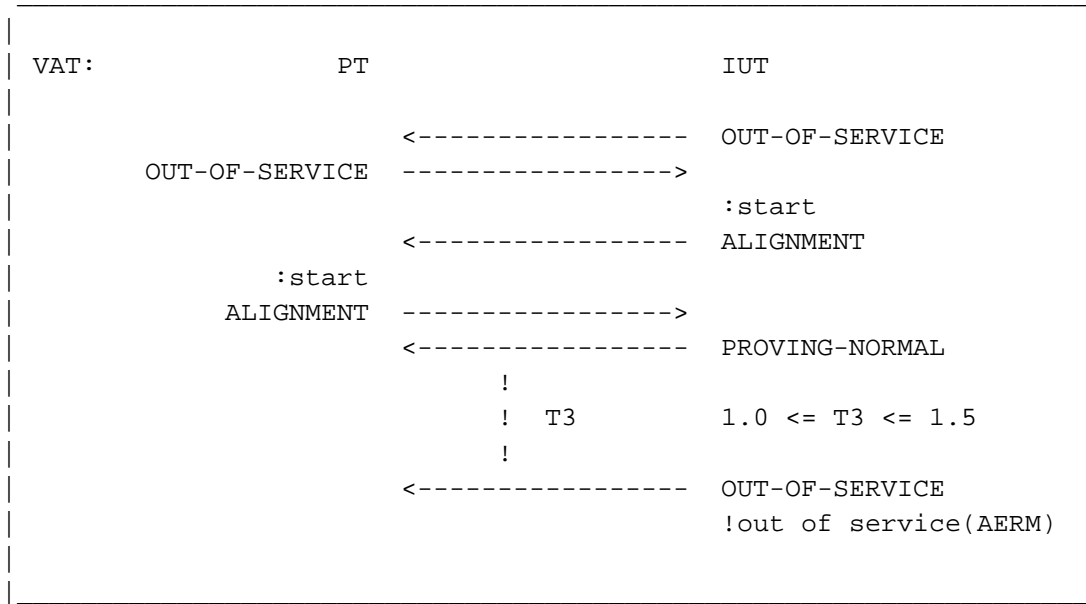 VAT: PT IUT
<----------------- OUT-OF-SERVICE
OUT-OF-SERVICE ----------------->
:start
<----------------- ALIGNMENT
:start
ALIGNMENT ----------------->
<----------------- PROVING-NORMAL
!
! T3 1.0 <= T3 <= 1.5
!
<----------------- OUT-OF-SERVICE
!out of service(AERM)